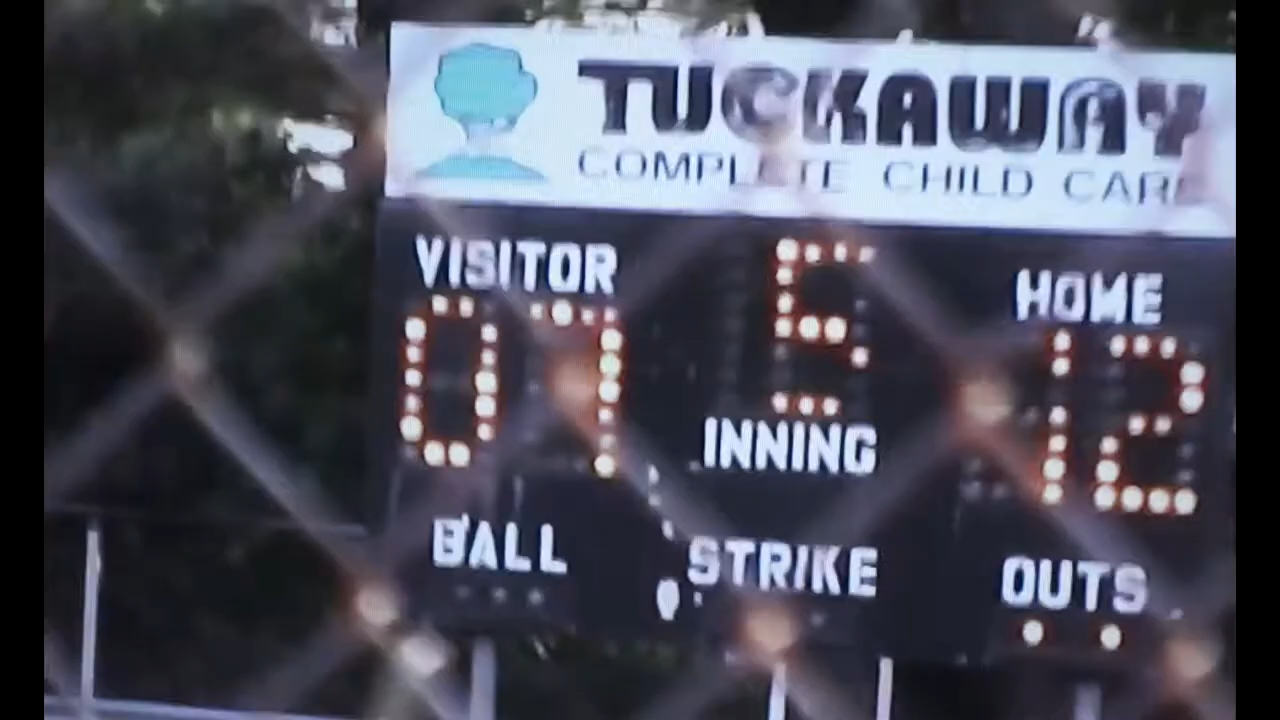 TUCKAWAY
COMPLETE CHILD CARE
VISITOR 5 HOME
07 INNING 12
BALL STRIKE OUTS